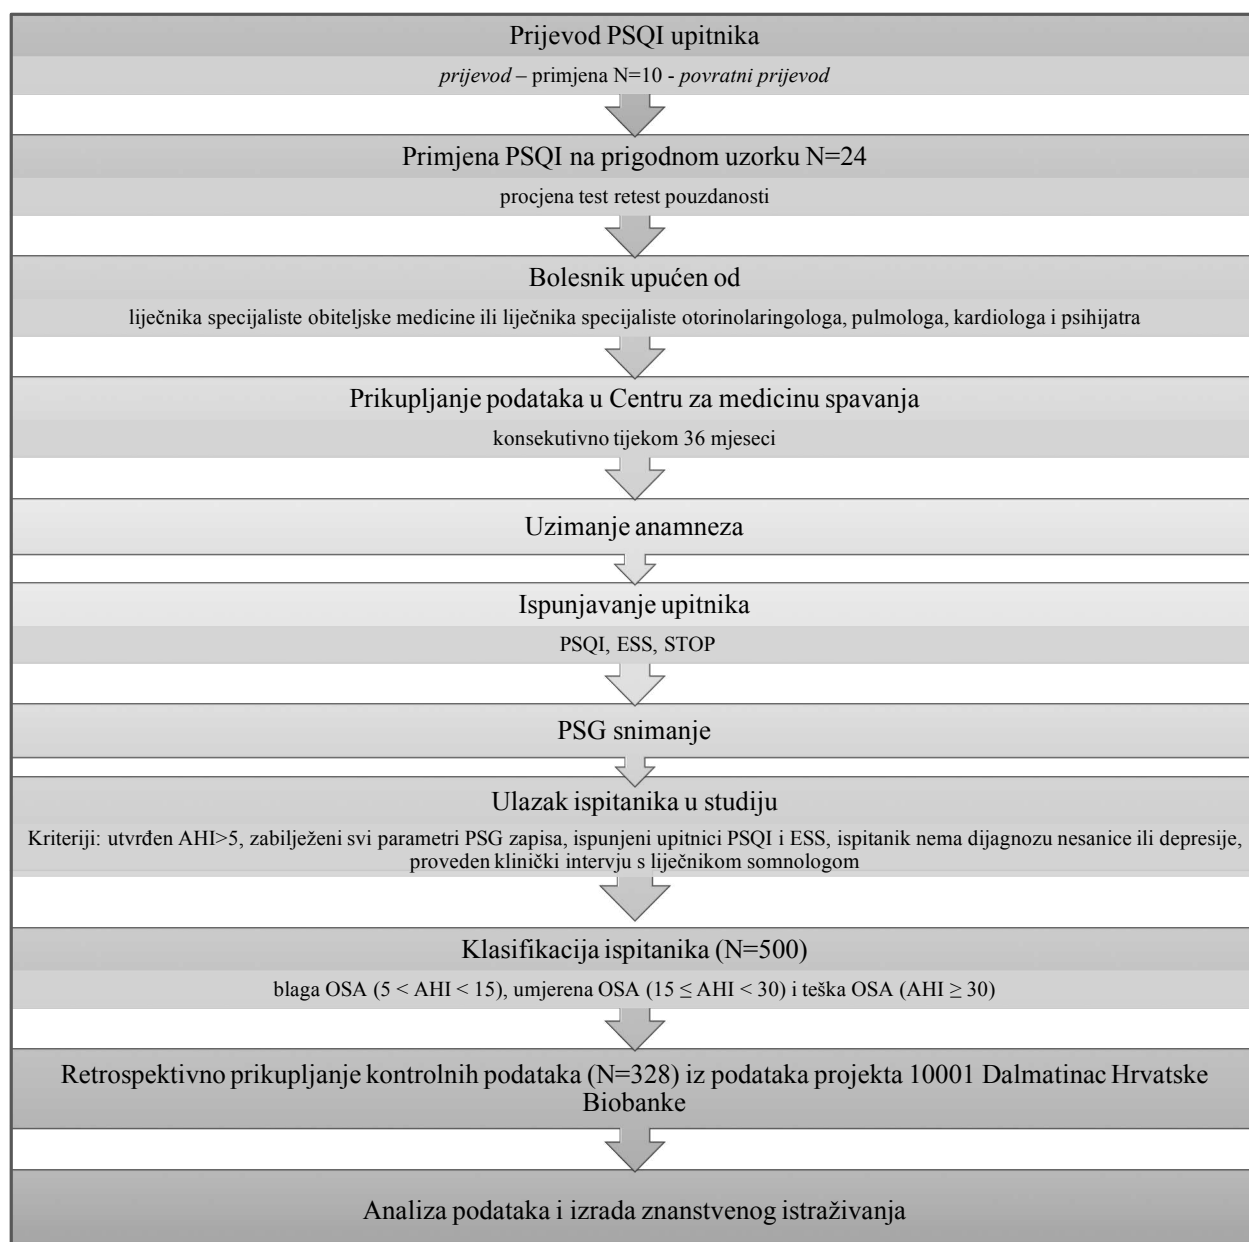 Prijevod PSQI upitnika
prijevod – primjena N=10 - povratni prijevod
Primjena PSQI na prigodnom uzorku N=24
procjena test retest pouzdanosti
Bolesnik upućen od
liječnika specijaliste obiteljske medicine ili liječnika specijaliste otorinolaringologa, pulmologa, kardiologa i psihijatra
Prikupljanje podataka u Centru za medicinu spavanja
konsekutivno tijekom 36 mjeseci
Uzimanje anamneza
Ispunjavanje upitnika
PSQI, ESS, STOP
PSG snimanje
Ulazak ispitanika u studiju
Kriteriji: utvrđen AHI>5, zabilježeni svi parametri PSG zapisa, ispunjeni upitnici PSQI i ESS, ispitanik nema dijagnozu nesanice ili depresije,
proveden klinički intervju s liječnikom somnologom
Klasifikacija ispitanika (N=500)
blaga OSA (5 < AHI < 15), umjerena OSA (15 ≤ AHI < 30) i teška OSA (AHI ≥ 30)
Retrospektivno prikupljanje kontrolnih podataka (N=328) iz podataka projekta 10001 Dalmatinac Hrvatske
Biobanke
Analiza podataka i izrada znanstvenog istraživanja